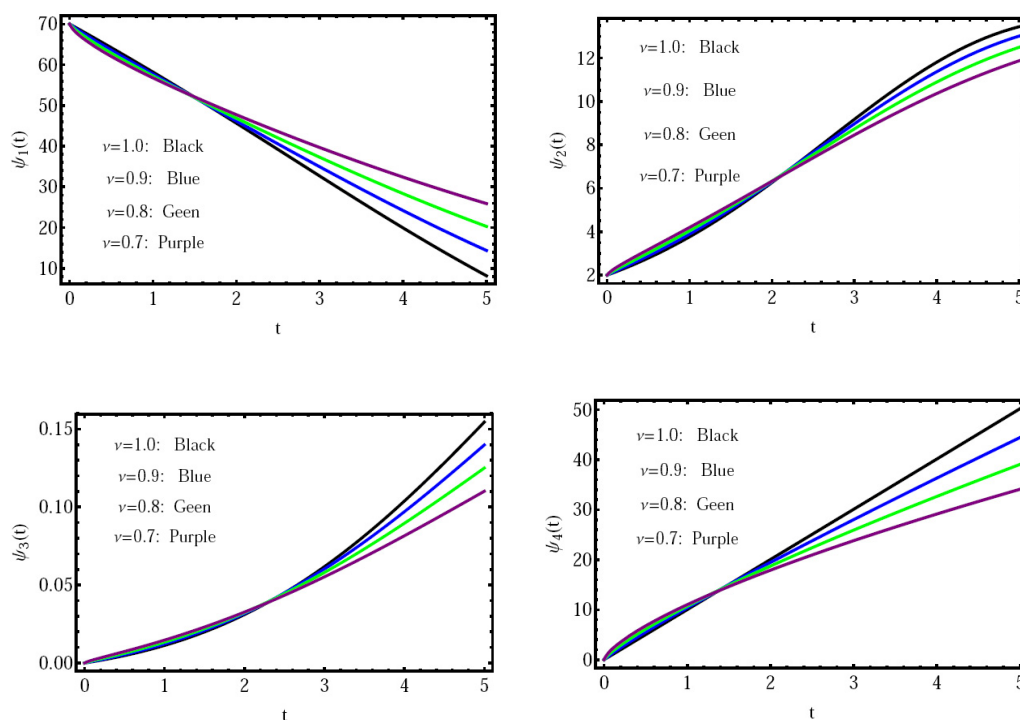 70
60
50
40
30
20
10
ψ₁(t)
ν=1.0: Black
ν=0.9: Blue
ν=0.8: Geen
ν=0.7: Purple
0 1 2 3 4 5
t
12
10
8
6
4
2
ψ₂(t)
ν=1.0: Black
ν=0.9: Blue
ν=0.8: Geen
ν=0.7: Purple
0 1 2 3 4 5
t
0.15
0.10
0.05
0.00
ψ₃(t)
ν=1.0: Black
ν=0.9: Blue
ν=0.8: Geen
ν=0.7: Purple
0 1 2 3 4 5
t
50
40
30
20
10
0
ψ₄(t)
ν=1.0: Black
ν=0.9: Blue
ν=0.8: Geen
ν=0.7: Purple
0 1 2 3 4 5
t